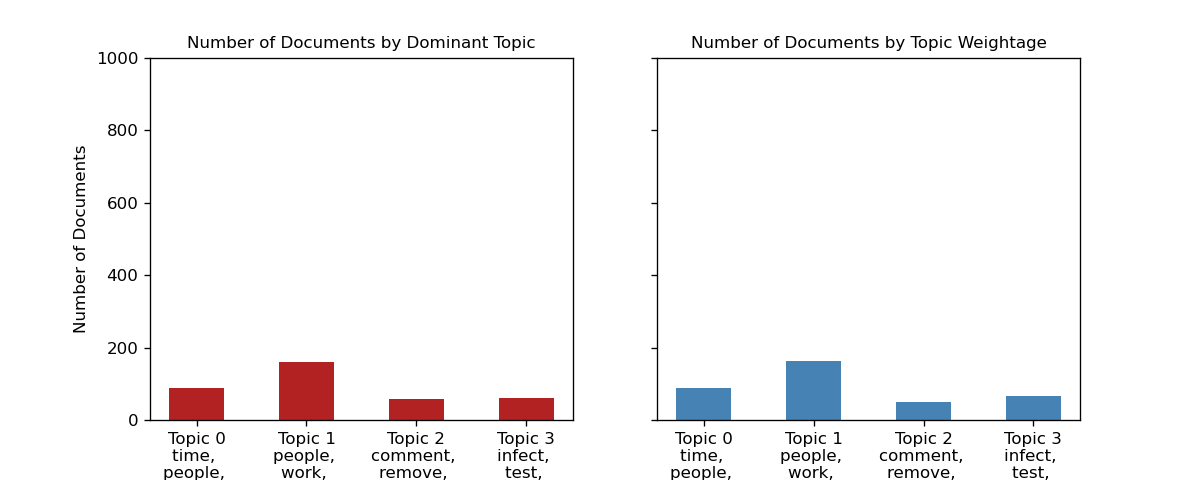 Number of Documents by Dominant Topic
1000
800
600
400
200
0
Number of Documents
Topic 0
time,
people,
Topic 1
people,
work,
Topic 2
comment,
remove,
Topic 3
infect,
test,
Number of Documents by Topic Weightage
Topic 0
time,
people,
Topic 1
people,
work,
Topic 2
comment,
remove,
Topic 3
infect,
test,